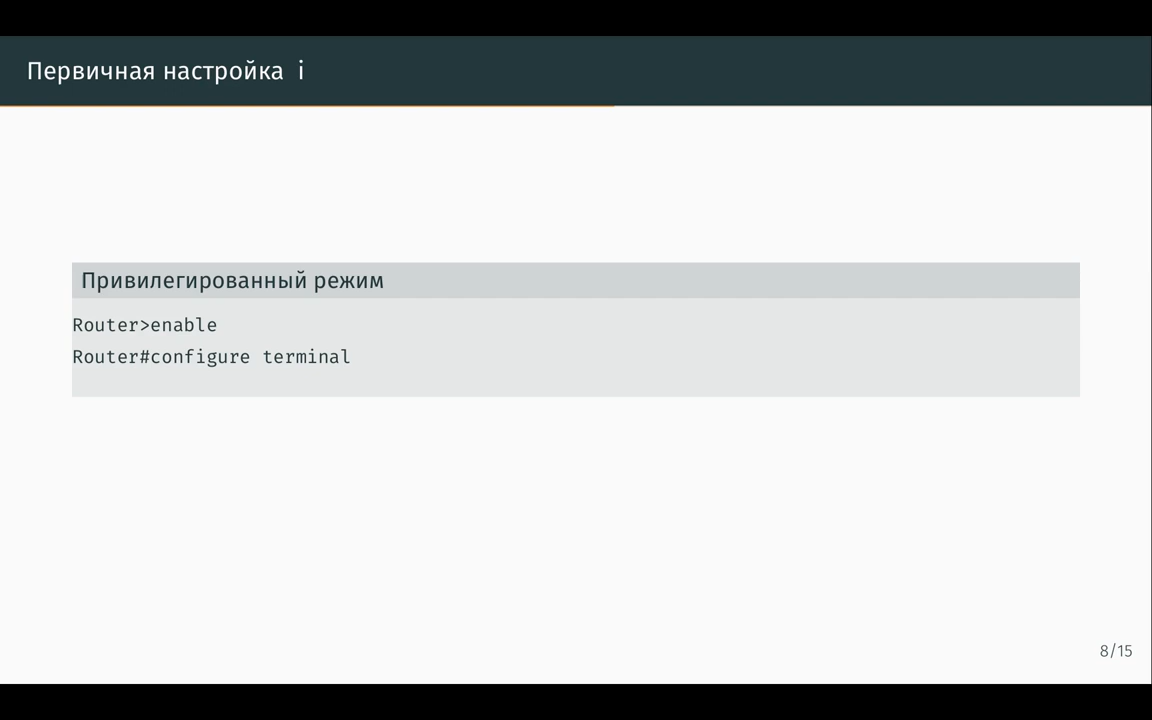 Первичная настройка i
Привилегированный режим
Router>enable
Router#configure terminal
8/15